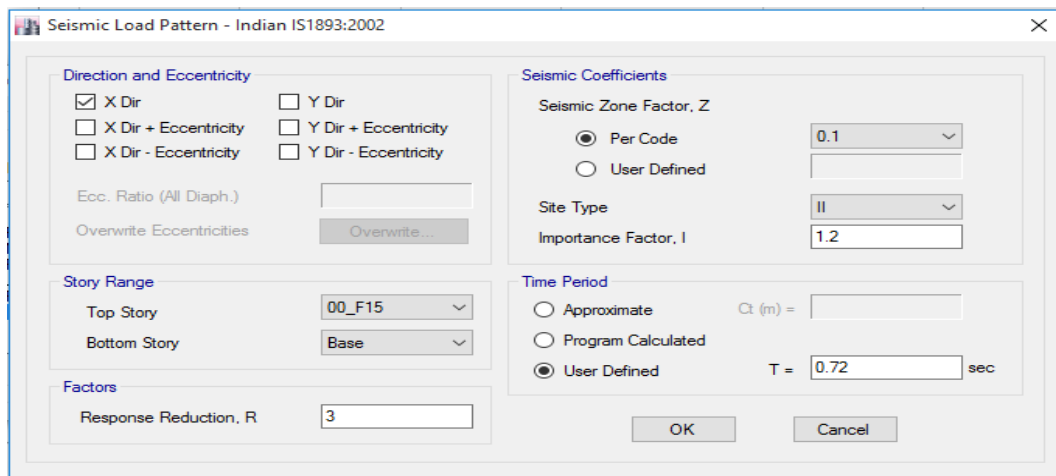 Seismic Load Pattern - Indian IS1893:2002
Direction and Eccentricity
X Dir
Y Dir
X Dir + Eccentricity
Y Dir + Eccentricity
X Dir - Eccentricity
Y Dir - Eccentricity
Ecc. Ratio (All Diaph.)
Overwrite Eccentricities
Overwrite...
Story Range
Top Story
00_F15
Bottom Story
Base
Factors
Response Reduction, R
3
Seismic Coefficients
Seismic Zone Factor, Z
Per Code
0.1
User Defined
Site Type
II
Importance Factor, I
1.2
Time Period
Approximate
Ct (m) =
Program Calculated
User Defined
T =
0.72
sec
OK
Cancel